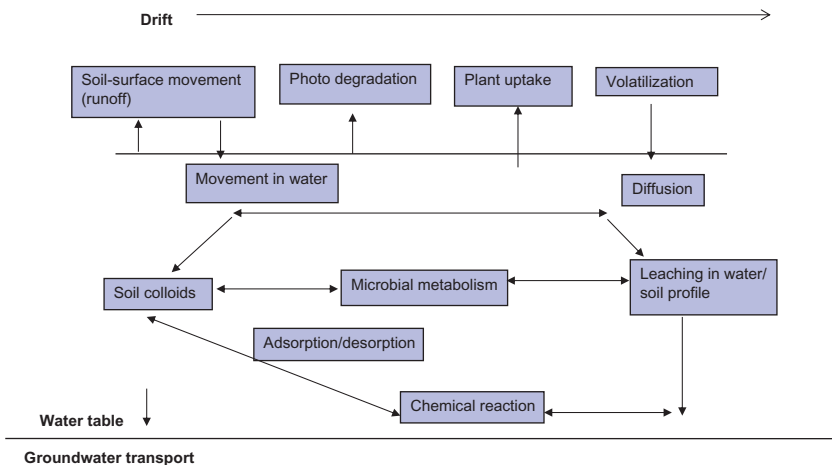 Drift
Soil-surface movement
(runoff)
Photo degradation
Plant uptake
Volatilization
Movement in water
Diffusion
Soil colloids
Microbial metabolism
Leaching in water/
soil profile
Adsorption/desorption
Chemical reaction
Water table
Groundwater transport